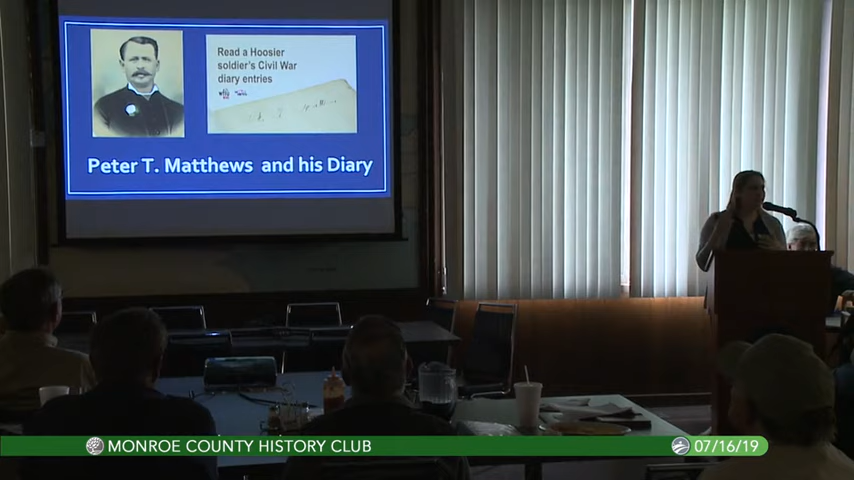 Read a Hoosier
soldier's Civil War
diary entries
Peter T. Matthews and his Diary
MONROE COUNTY HISTORY CLUB
07/16/19